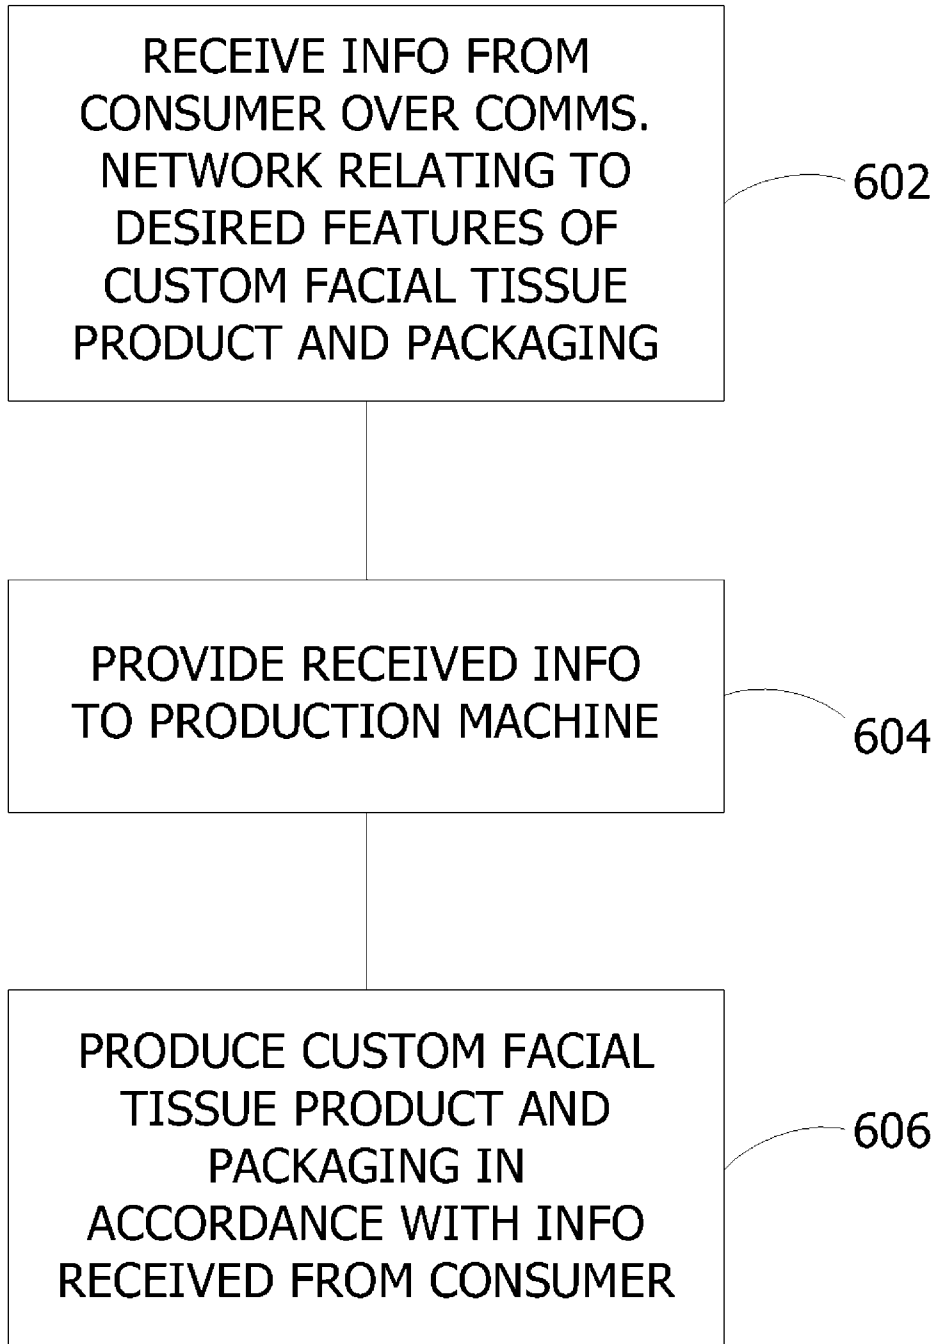 RECEIVE INFO FROM
CONSUMER OVER COMMS.
NETWORK RELATING TO
DESIRED FEATURES OF
CUSTOM FACIAL TISSUE
PRODUCT AND PACKAGING
602
PROVIDE RECEIVED INFO
TO PRODUCTION MACHINE
604
PRODUCE CUSTOM FACIAL
TISSUE PRODUCT AND
PACKAGING IN
ACCORDANCE WITH INFO
RECEIVED FROM CONSUMER
606